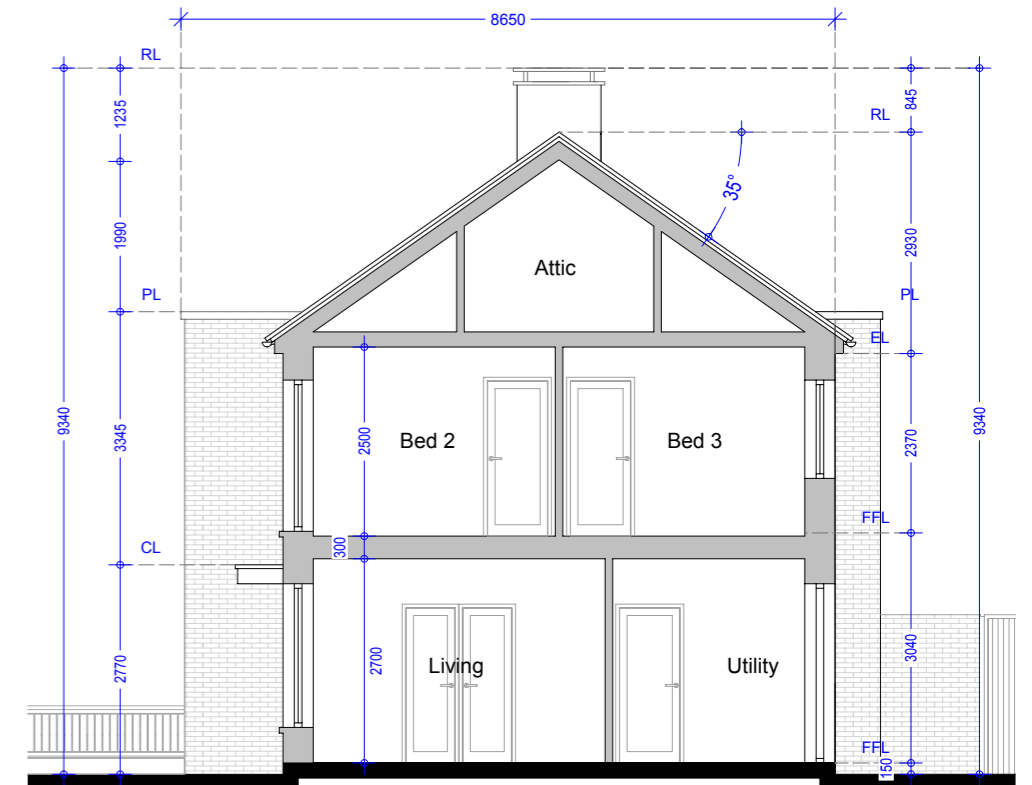 8650
RL
845
1235
RL
35°
1990
2930
Attic
PL
PL
EL
9340
3345
2500
Bed 2
Bed 3
2370
9340
FFL
300
CL
2770
2700
Living
Utility
3040
FFL
150